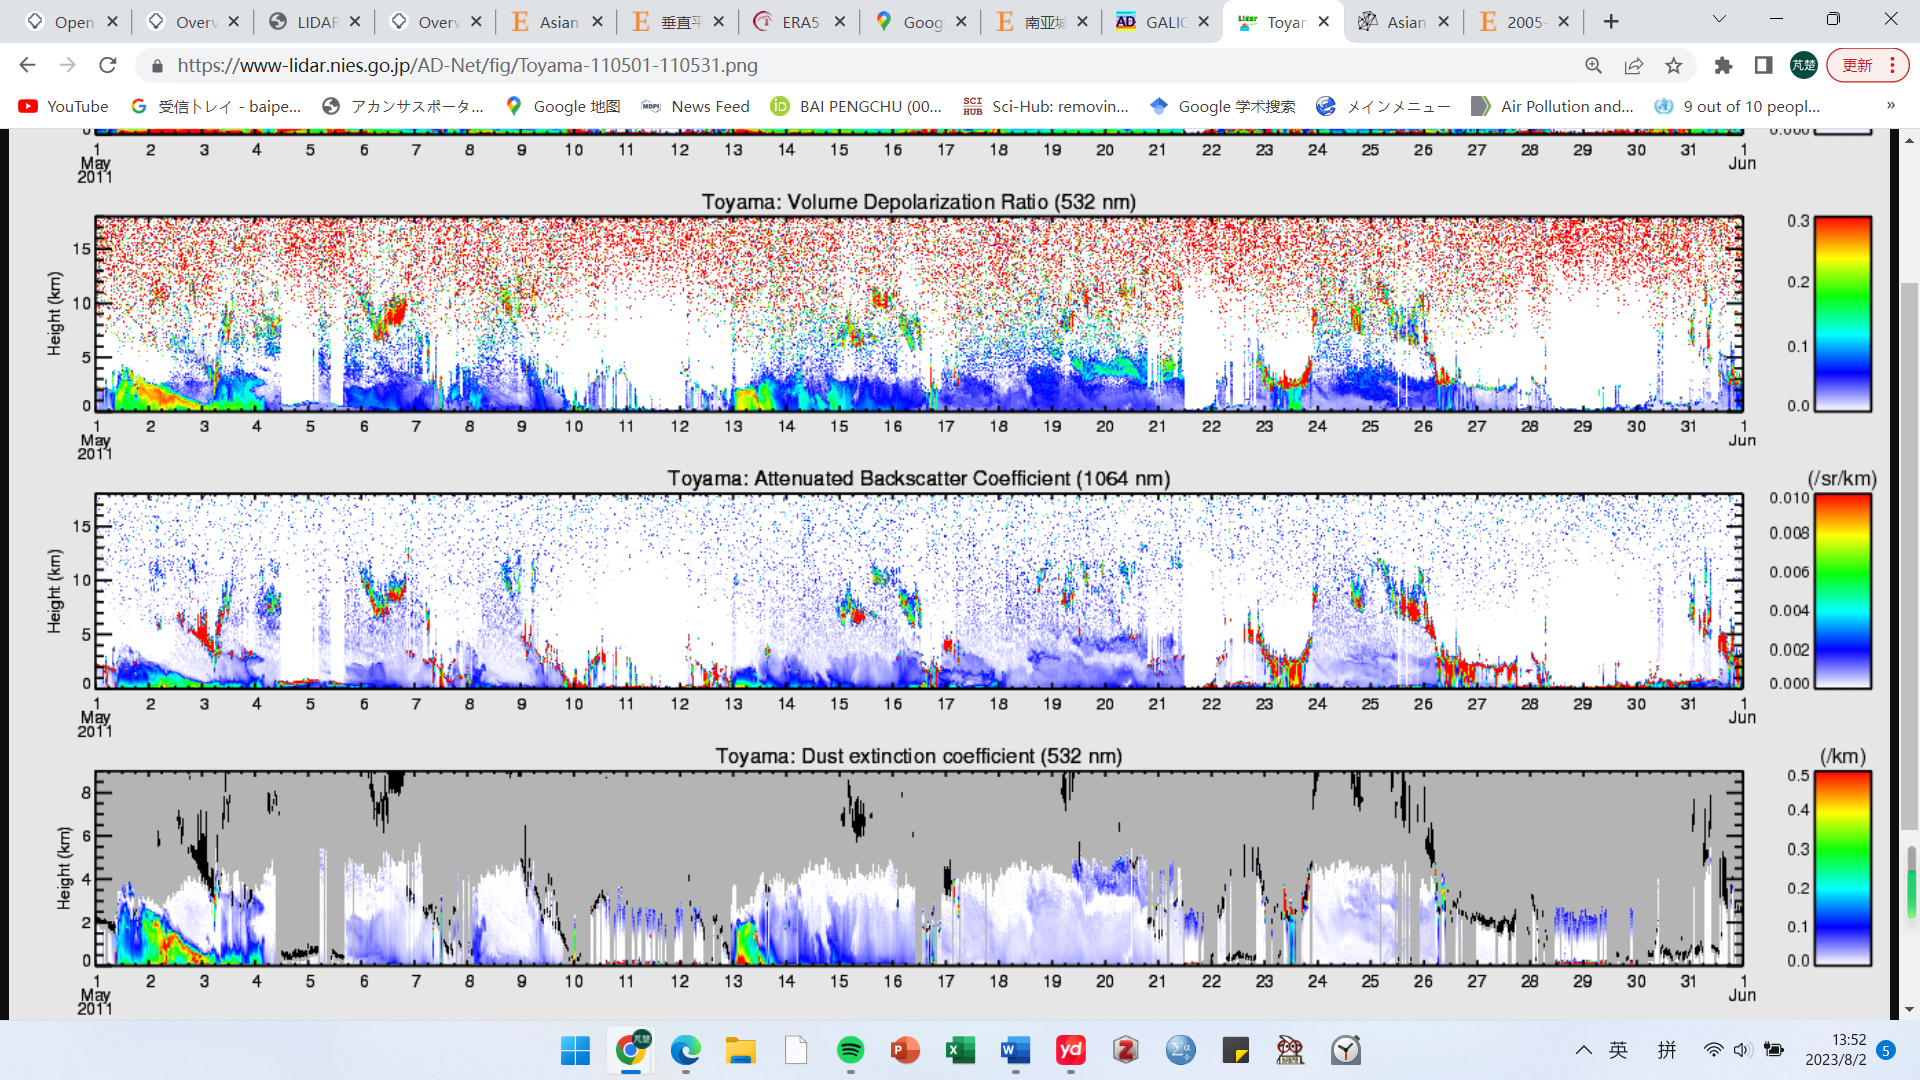 Open
Over
LIDAR
Over
Asian
垂直平
ERA5
Goog
南亚城
GALIC
Toyan
Asian
2005-
https://www-lidar.nies.go.jp/AD-Net/fig/Toyama-110501-110531.png
芃楚
更新
YouTube
受信トレイ - baipe...
アカンサスポータ...
Google 地图
News Feed
BAI PENGCHU (00...
Sci-Hub: removin...
Google 学术搜索
メインメニュー
Air Pollution and...
9 out of 10 peopl...
»
0
0.000
1 2 3 4 5 6 7 8 9 10 11 12 13 14 15 16 17 18 19 20 21 22 23 24 25 26 27 28 29 30 31 1
May
2011
Jun
Toyama: Volume Depolarization Ratio (532 nm)
Height (km)
15
10
5
0
0.3
0.2
0.1
0.0
1 2 3 4 5 6 7 8 9 10 11 12 13 14 15 16 17 18 19 20 21 22 23 24 25 26 27 28 29 30 31 1
May
2011
Jun
Toyama: Attenuated Backscatter Coefficient (1064 nm)
(/sr/km)
Height (km)
15
10
5
0
0.010
0.008
0.006
0.004
0.002
0.000
1 2 3 4 5 6 7 8 9 10 11 12 13 14 15 16 17 18 19 20 21 22 23 24 25 26 27 28 29 30 31 1
May
2011
Jun
Toyama: Dust extinction coefficient (532 nm)
(/km)
Height (km)
8
6
4
2
0
0.5
0.4
0.3
0.2
0.1
0.0
1 2 3 4 5 6 7 8 9 10 11 12 13 14 15 16 17 18 19 20 21 22 23 24 25 26 27 28 29 30 31 1
May
2011
Jun
英
拼
13:52
2023/8/2
5